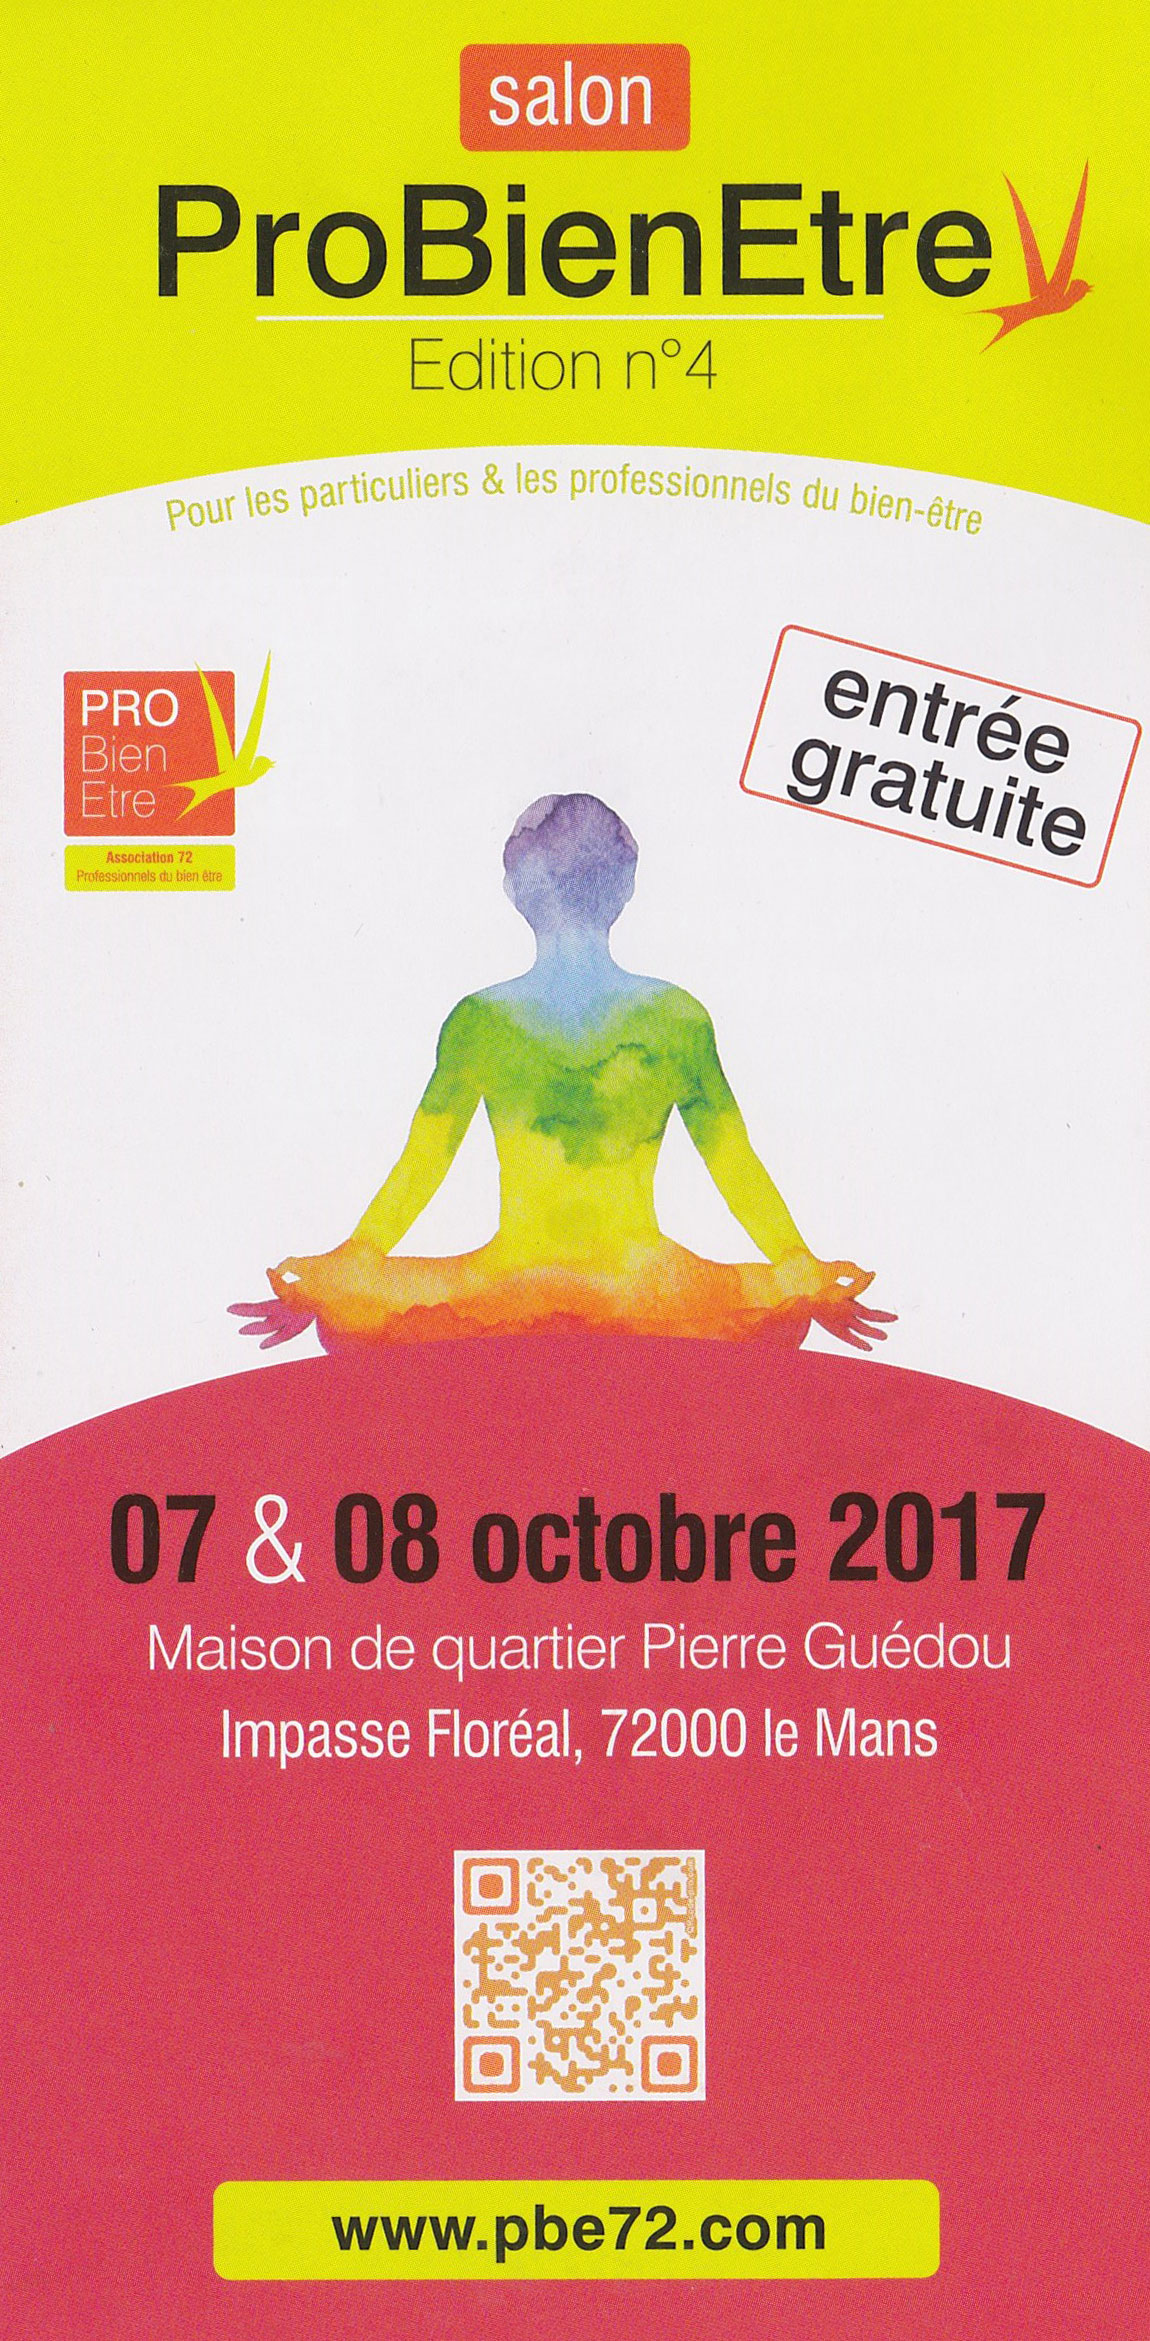 salon
ProBienEtre
Edition n°4
Pour les particuliers & les professionnels du bien-être
PRO
Bien
Etre
Association 72
Professionnels du bien être
entrée
gratuite
07 & 08 octobre 2017
Maison de quartier Pierre Guédou
Impasse Floréal, 72000 le Mans
www.pbe72.com